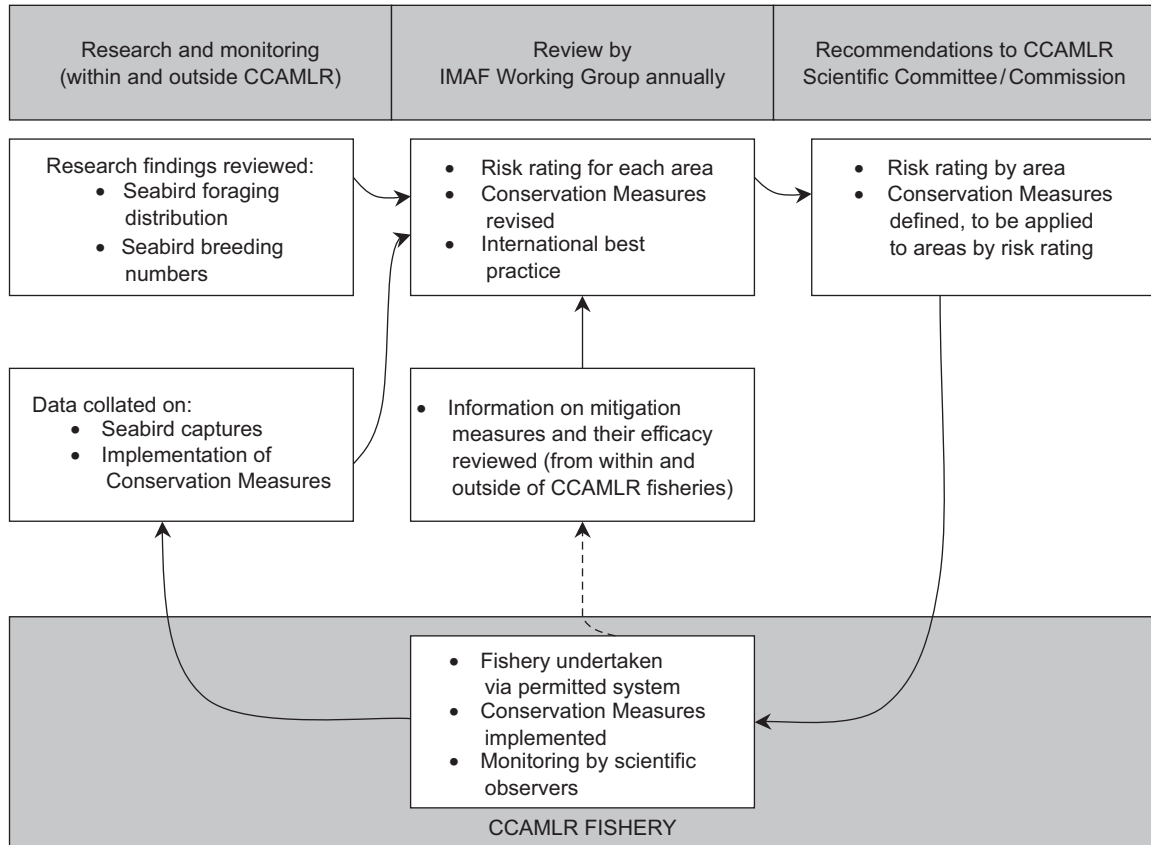 Research and monitoring
(within and outside CCAMLR)
Review by
IMAF Working Group annually
Recommendations to CCAMLR
Scientific Committee/Commission
Research findings reviewed:
• Seabird foraging
distribution
• Seabird breeding
numbers
• Risk rating for each area
• Conservation Measures
revised
• International best
practice
• Risk rating by area
• Conservation Measures
defined, to be applied
to areas by risk rating
Data collated on:
• Seabird captures
• Implementation of
Conservation Measures
• Information on mitigation
measures and their efficacy
reviewed (from within and
outside of CCAMLR fisheries)
• Fishery undertaken
via permitted system
• Conservation Measures
implemented
• Monitoring by scientific
observers
CCAMLR FISHERY